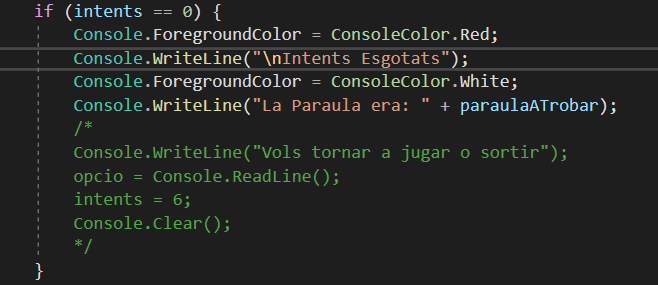 if (intents == 0) {
Console.ForegroundColor = ConsoleColor.Red;
Console.WriteLine("\nIntents Esgotats");
Console.ForegroundColor = ConsoleColor.White;
Console.WriteLine("La Paraula era: " + paraulaATrobar);
/*
Console.WriteLine("Vols tornar a jugar o sortir");
opcio = Console.ReadLine();
intents = 6;
Console.Clear();
*/
}